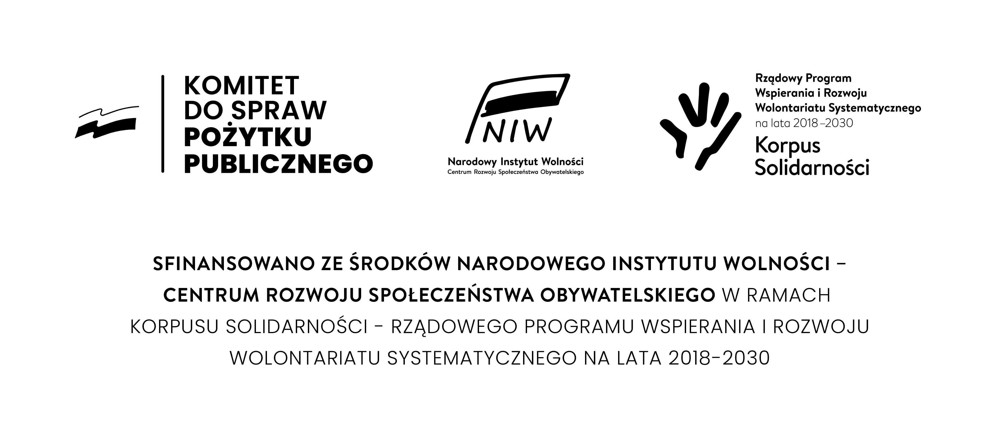 KOMITET
DO SPRAW
POŻYTKU
PUBLICZNEGO
NIW
Narodowy Instytut Wolności
Centrum Rozwoju Społeczeństwa Obywatelskiego
Rządowy Program
Wspierania i Rozwoju
Wolontariatu Systematycznego
na lata 2018–2030
Korpus
Solidarności
SFINANSOWANO ZE ŚRODKÓW NARODOWEGO INSTYTUTU WOLNOŚCI –
CENTRUM ROZWOJU SPOŁECZEŃSTWA OBYWATELSKIEGO W RAMACH
KORPUSU SOLIDARNOŚCI - RZĄDOWEGO PROGRAMU WSPIERANIA I ROZWOJU
WOLONTARIATU SYSTEMATYCZNEGO NA LATA 2018-2030